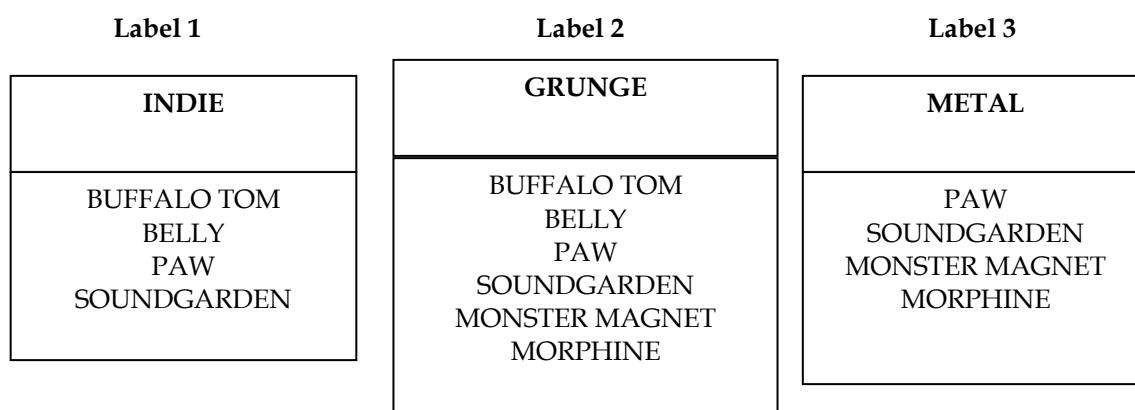 Label 1
INDIE
BUFFALO TOM
BELLY
PAW
SOUNDGARDEN
Label 2
GRUNGE
BUFFALO TOM
BELLY
PAW
SOUNDGARDEN
MONSTER MAGNET
MORPHINE
Label 3
METAL
PAW
SOUNDGARDEN
MONSTER MAGNET
MORPHINE